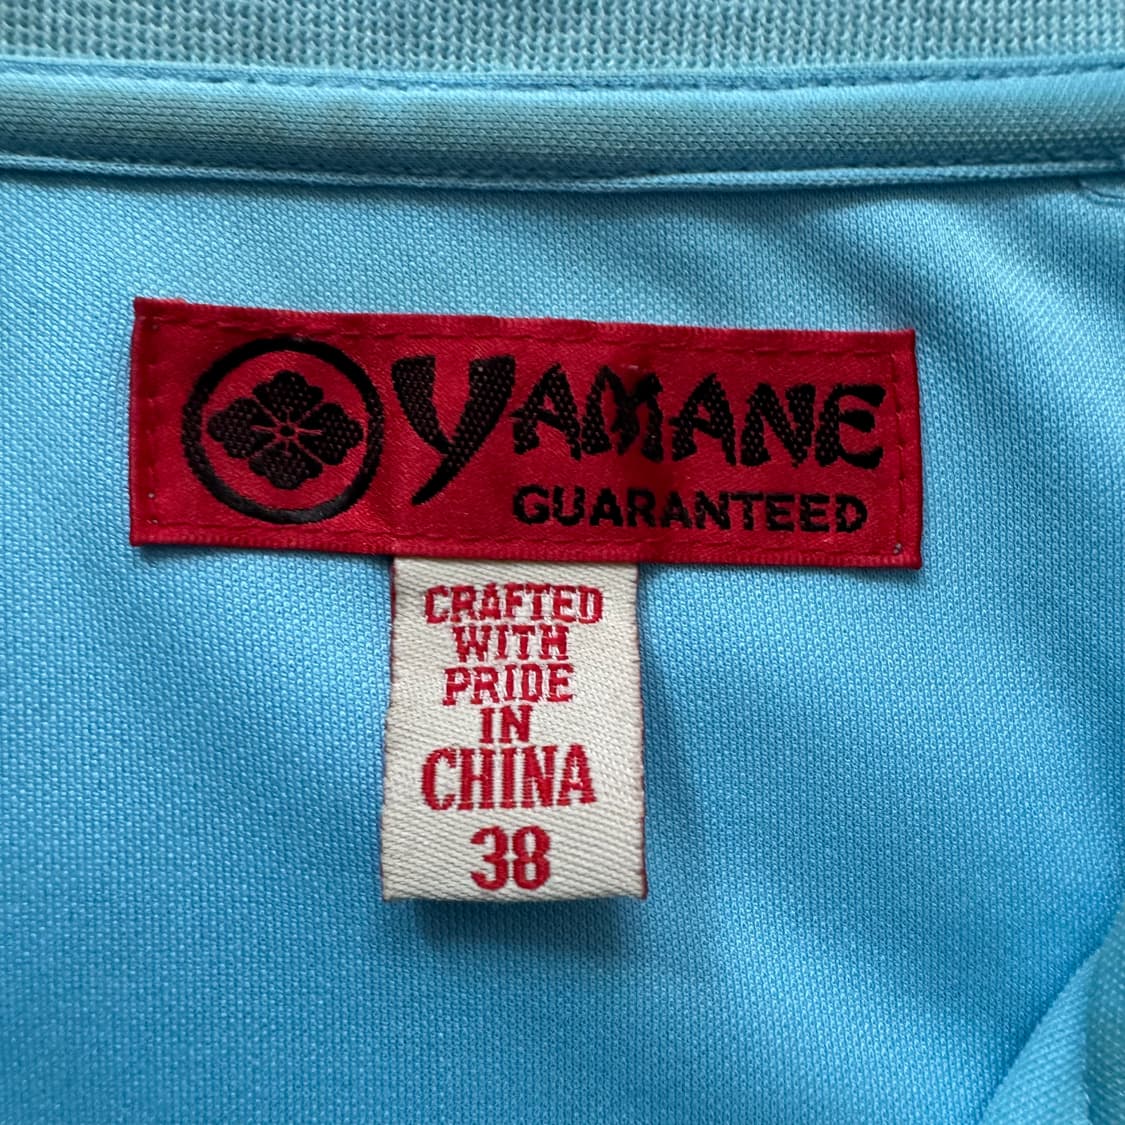 YAMANE
GUARANTEED
CRAFTED
WITH
PRIDE
IN
CHINA
38